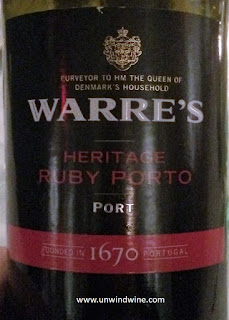 PURVEYOR TO HM THE QUEEN OF
DENMARK'S HOUSEHOLD
WARRE'S
HERITAGE
RUBY PORTO
PORT
FOUNDED IN 1670 PORTUGAL
www.unwindwine.com